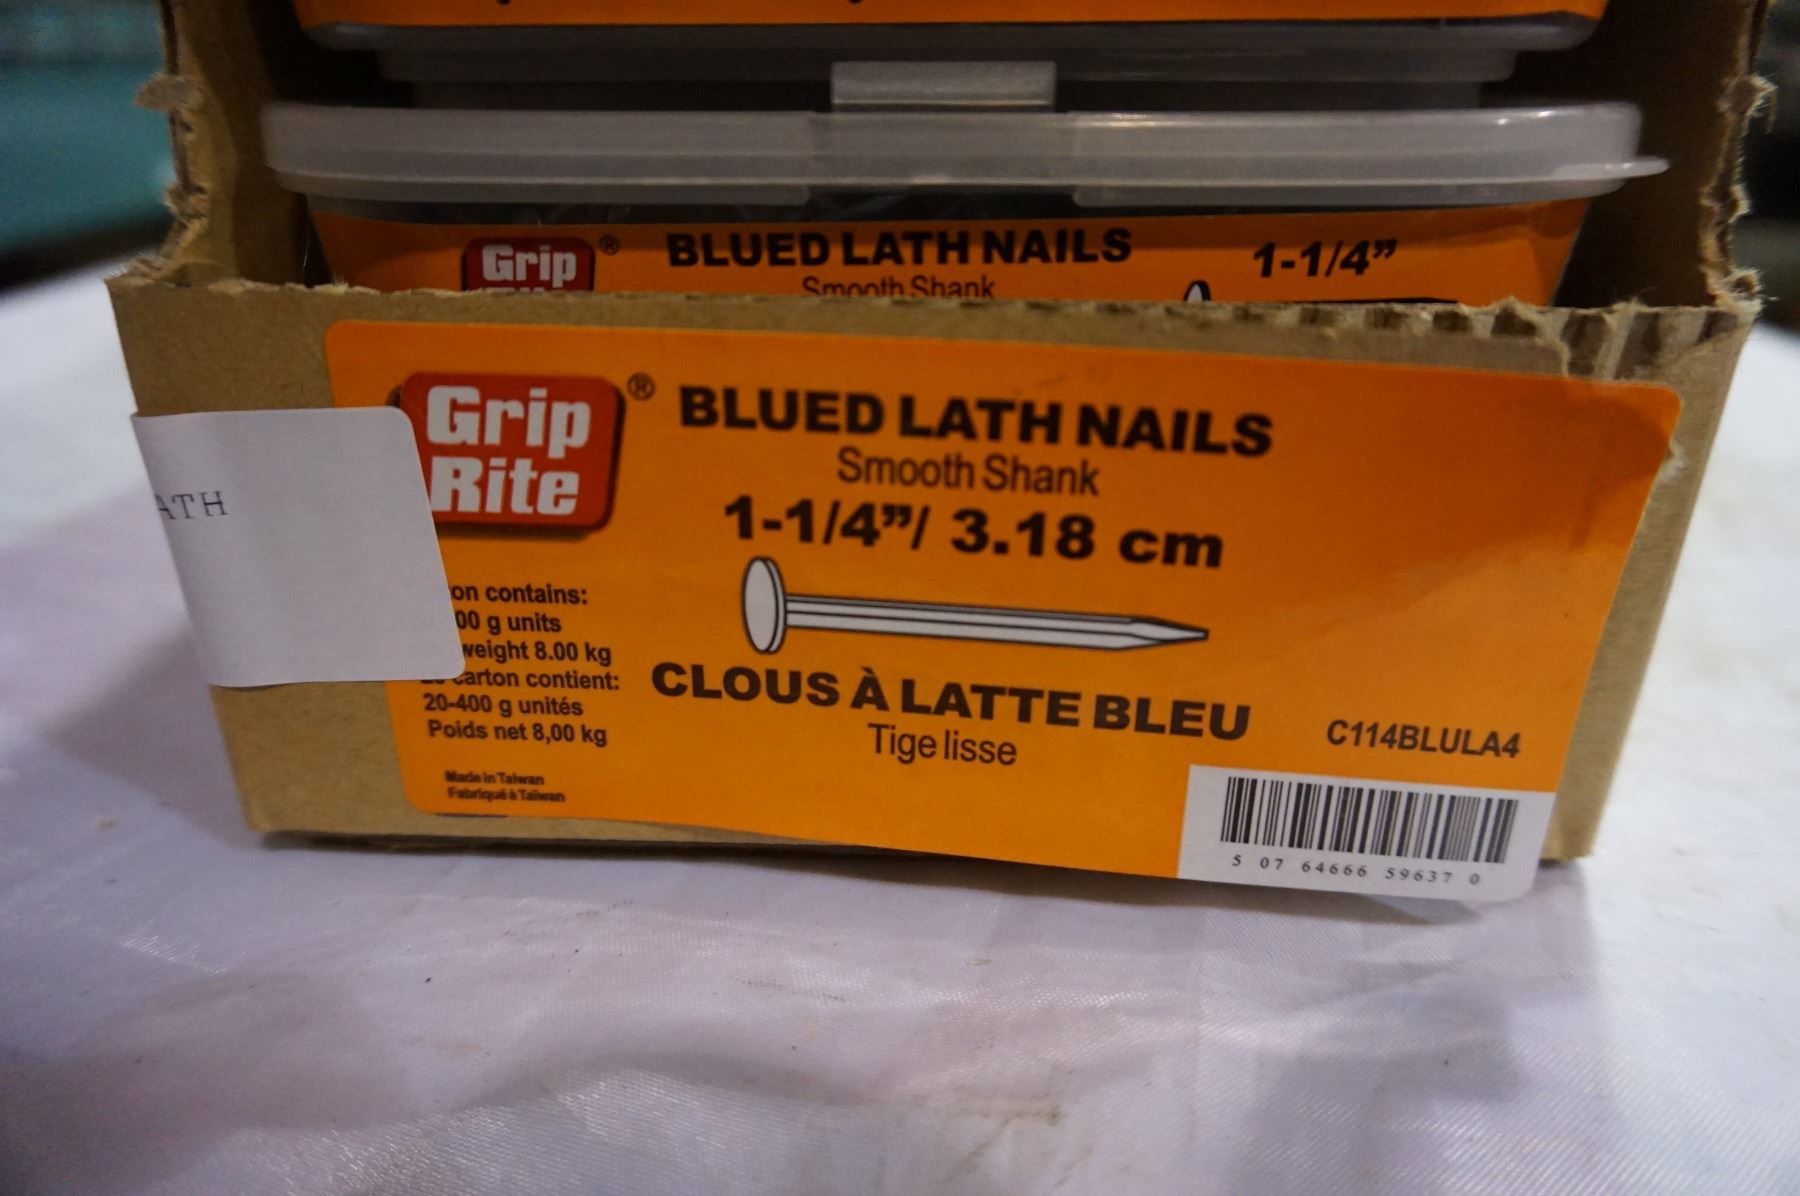 Grip ® BLUED LATH NAILS 1-1/4”
Smooth Shank
Grip Rite ®
BLUED LATH NAILS
Smooth Shank
1-1/4”/ 3.18 cm
ATH
on contains:
00 g units
weight 8.00 kg
carton contient:
20-400 g unités
Poids net 8,00 kg
Made in Taiwan
Fabriqué à Taiwan
CLOUS À LATTE BLEU
Tige lisse
C114BLULA4
5 07 64666 59637 0